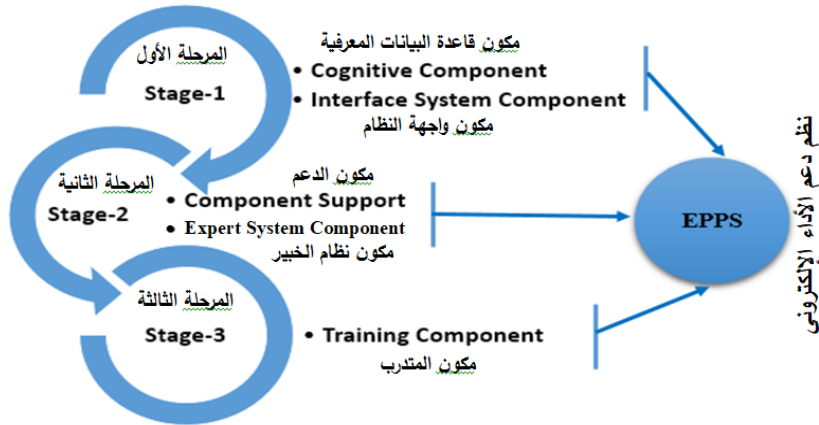 المرحلة الأول
Stage-1
مكون قاعدة البيانات المعرفية
• Cognitive Component
• Interface System Component
مكون واجهة النظام
المرحلة الثانية
Stage-2
مكون الدعم
• Component Support
• Expert System Component
مكون نظام الخبير
المرحلة الثالثة
Stage-3
• Training Component
مكون المتدرب
EPPS
نظم دعم الأداء الإلكترونى